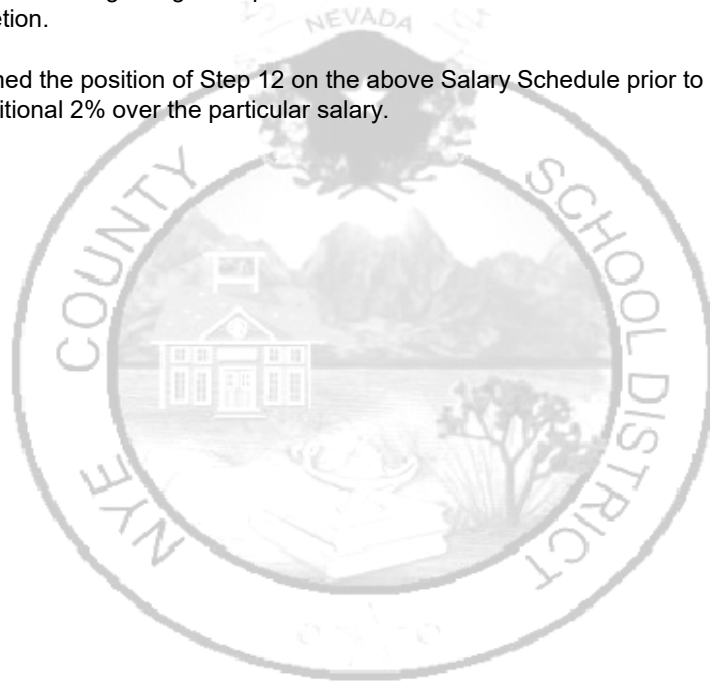 etion.
ned the position of Step 12 on the above Salary Schedule prior to
itional 2% over the particular salary.
NEVADA
NYE COUNTY SCHOOL DISTRICT